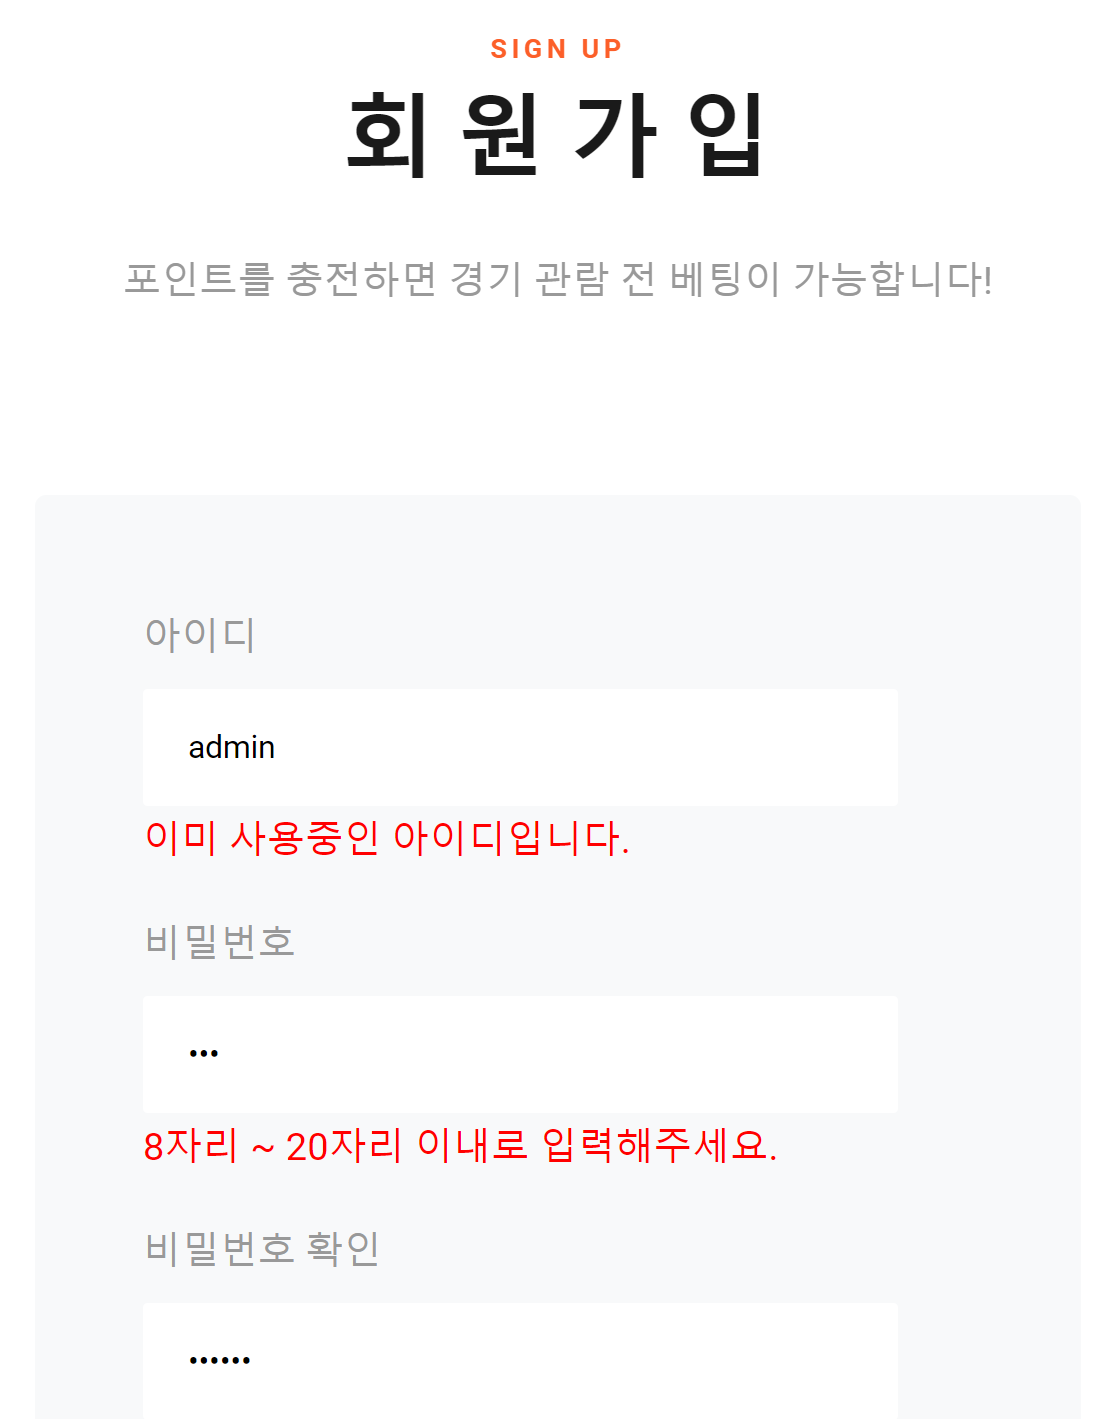 SIGN UP
회원가입
포인트를 충전하면 경기 관람 전 베팅이 가능합니다!
아이디
admin
이미 사용중인 아이디입니다.
비밀번호
•••
8자리 ~ 20자리 이내로 입력해주세요.
비밀번호 확인
••••••